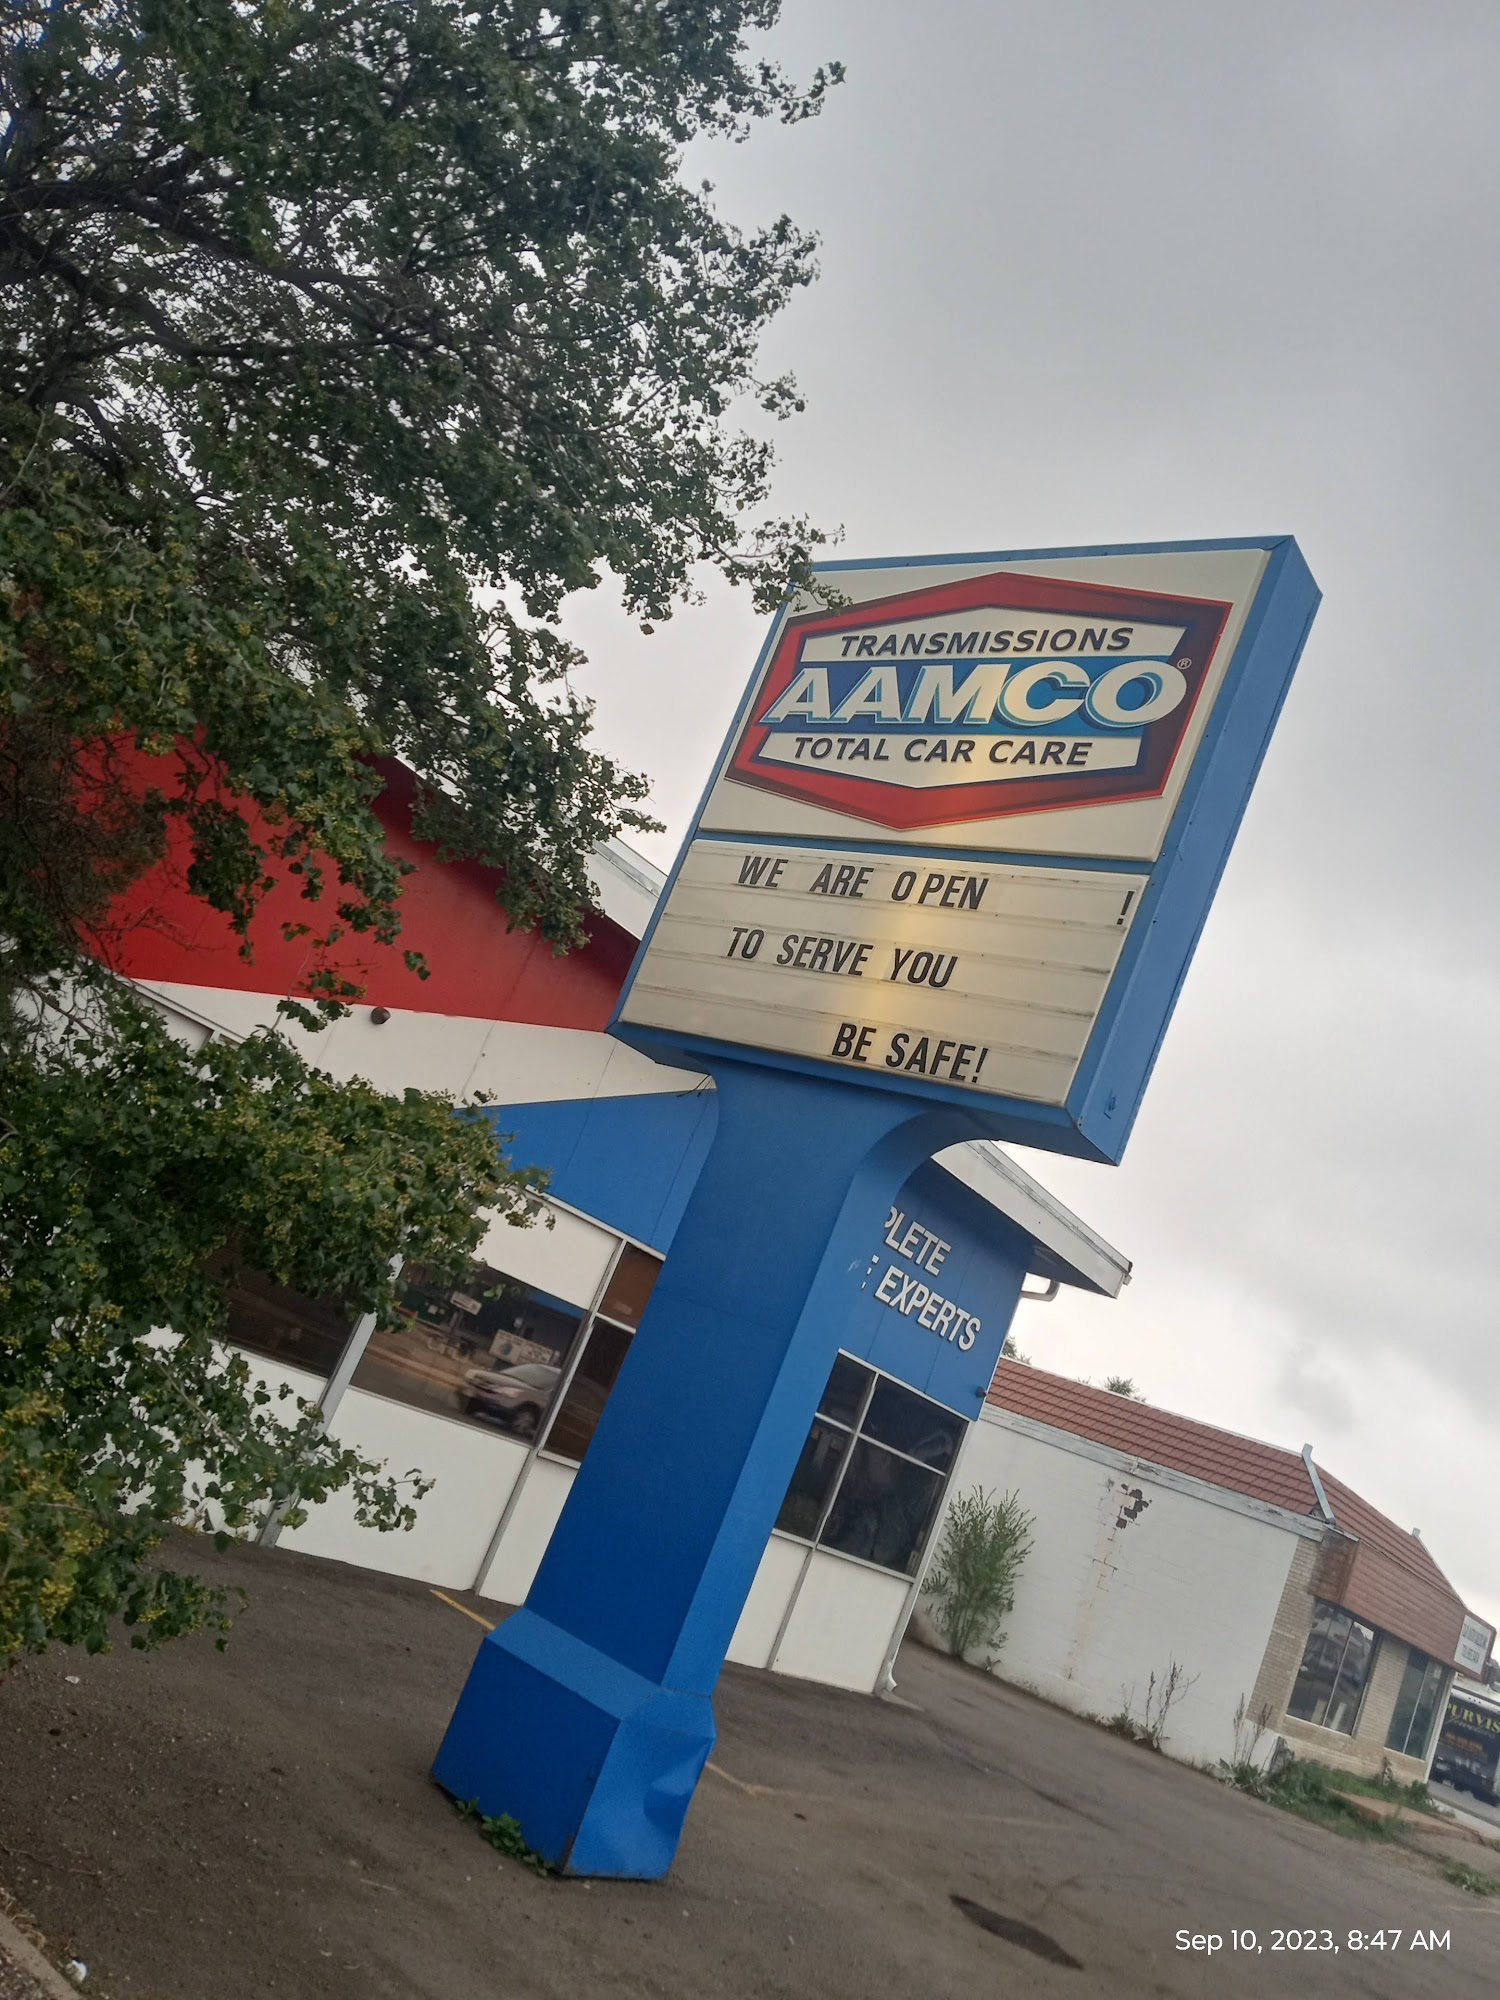 TRANSMISSIONS
AAMCO®
TOTAL CAR CARE
WE ARE OPEN !
TO SERVE YOU
BE SAFE!
PLETE
EXPERTS
PURVIS
Sep 10, 2023, 8:47 AM